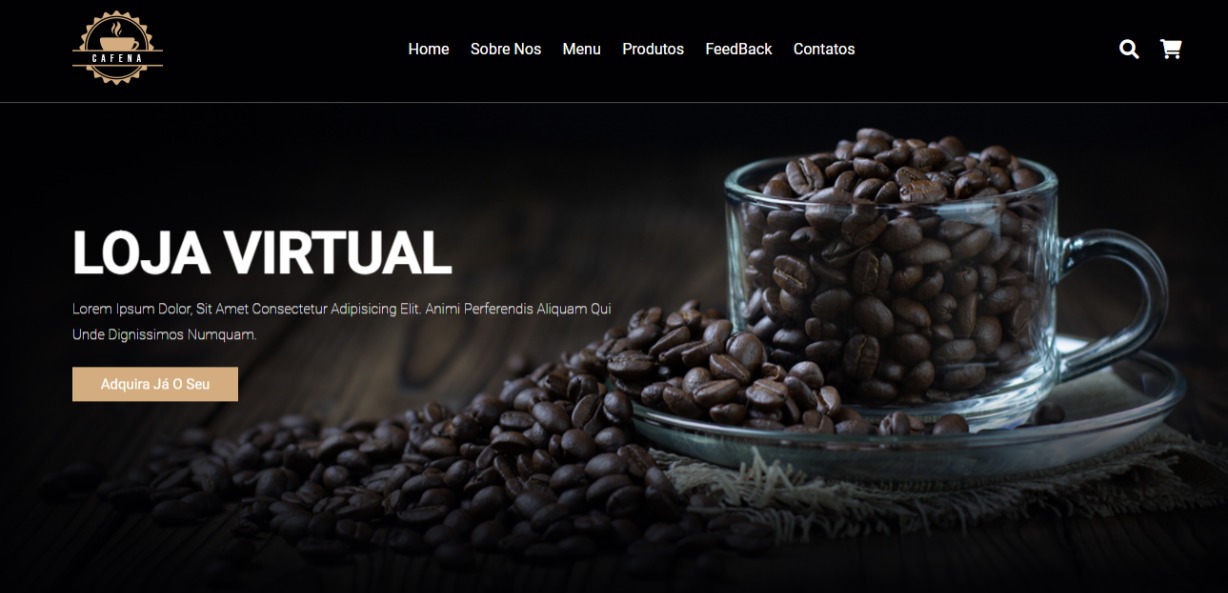 CAFENA
Home Sobre Nos Menu Produtos FeedBack Contatos
LOJA VIRTUAL
Lorem Ipsum Dolor, Sit Amet Consectetur Adipisicing Elit. Animi Perferendis Aliquam Qui
Unde Dignissimos Numquam.
Adquira Já O Seu